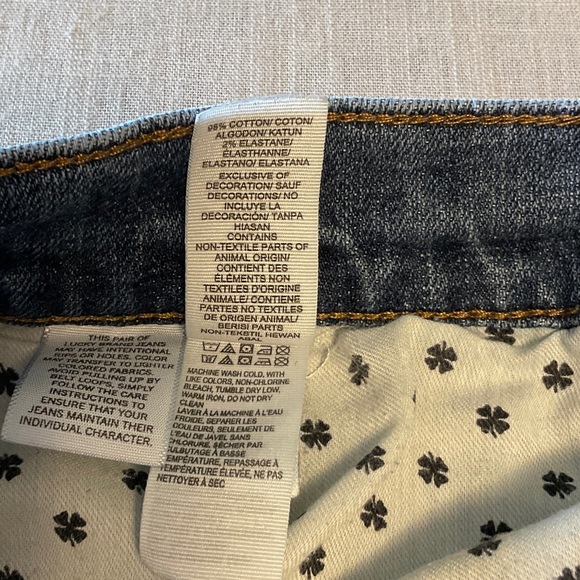 98% COTTON/ COTON/
ALGODON/ KATUN
2% ELASTANE/
ÉLASTHANNE/
ELASTANO/ ELASTANA
EXCLUSIVE OF
DECORATION/ SAUF
DECORATIONS/ NO
INCLUYE LA
DECORACIÓN/ TANPA
HIASAN
CONTAINS
NON-TEXTILE PARTS OF
ANIMAL ORIGIN/
CONTIENT DES
ÉLÉMENTS NON
TEXTILES D'ORIGINE
ANIMALE/ CONTIENE
PARTES NO TEXTILES
DE ORIGEN ANIMAL/
BERISI PARTS
NON-TEKSTIL HEWAN
ABAL
MACHINE WASH COLD, WITH
LIKE COLORS, NON-CHLORINE
BLEACH, TUMBLE DRY LOW,
WARM IRON, DO NOT DRY
CLEAN
LAVER À LA MACHINE À L'EAU
FROIDE, SÉPARER LES
COULEURS, SEULEMENT DE
L'EAU DE JAVEL SANS
CHLORURE, SÉCHER PAR
CULBUTAGE À BASSE
TEMPÉRATURE, REPASSAGE À
TEMPÉRATURE ÉLEVÉE, NE PAS
NETTOYER À SEC
THIS PAIR OF
LUCKY BRAND JEANS
MAY HAVE INTENTIONAL
RIPS OR HOLES. COLOR
MAY TRANSFER TO LIGHTER
COLORED FABRICS.
AVOID PULLING UP BY
BELT LOOPS, SIMPLY
FOLLOW THE CARE
INSTRUCTIONS TO
ENSURE THAT YOUR
JEANS MAINTAIN THEIR
INDIVIDUAL CHARACTER.